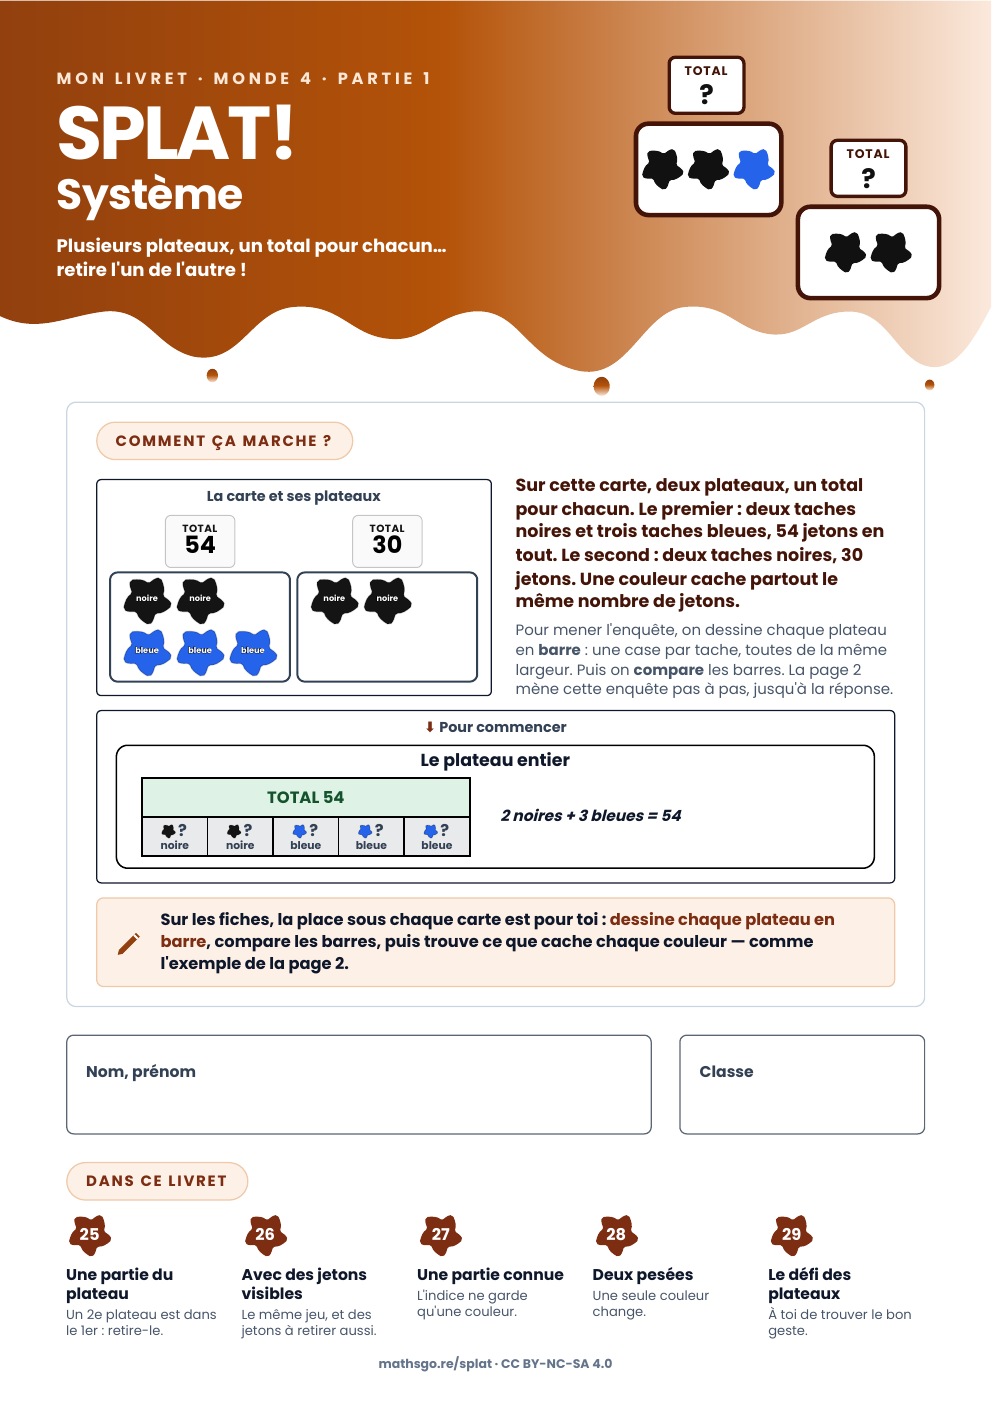 MON LIVRET · MONDE 4 · PARTIE 1
SPLAT!
Système
Plusieurs plateaux, un total pour chacun...
retire l'un de l'autre !
TOTAL
?
TOTAL
?
COMMENT ÇA MARCHE ?
La carte et ses plateaux
TOTAL
54
TOTAL
30
noire noire
bleue bleue bleue
noire noire
Sur cette carte, deux plateaux, un total
pour chacun. Le premier : deux taches
noires et trois taches bleues, 54 jetons en
tout. Le second : deux taches noires, 30
jetons. Une couleur cache partout le
même nombre de jetons.
Pour mener l'enquête, on dessine chaque plateau
en barre : une case par tache, toutes de la même
largeur. Puis on compare les barres. La page 2
mène cette enquête pas à pas, jusqu'à la réponse.
⬇ Pour commencer
Le plateau entier
TOTAL 54
? ? ? ? ?
noire noire bleue bleue bleue
2 noires + 3 bleues = 54
Sur les fiches, la place sous chaque carte est pour toi : dessine chaque plateau en
barre, compare les barres, puis trouve ce que cache chaque couleur — comme
l'exemple de la page 2.
Nom, prénom
Classe
DANS CE LIVRET
25
Une partie du
plateau
Un 2e plateau est dans
le 1er : retire-le.
26
Avec des jetons
visibles
Le même jeu, et des
jetons à retirer aussi.
27
Une partie connue
L'indice ne garde
qu'une couleur.
28
Deux pesées
Une seule couleur
change.
29
Le défi des
plateaux
À toi de trouver le bon
geste.
mathsgo.re/splat · CC BY-NC-SA 4.0